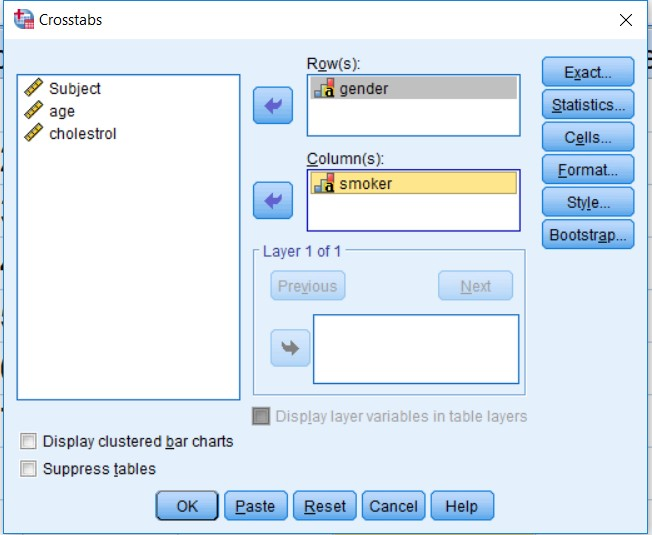 Crosstabs
Subject
age
cholestrol
Row(s):
gender
Column(s):
smoker
Layer 1 of 1
Previous
Next
Display layer variables in table layers
Exact...
Statistics...
Cells...
Format...
Style...
Bootstrap...
Display clustered bar charts
Suppress tables
OK
Paste
Reset
Cancel
Help